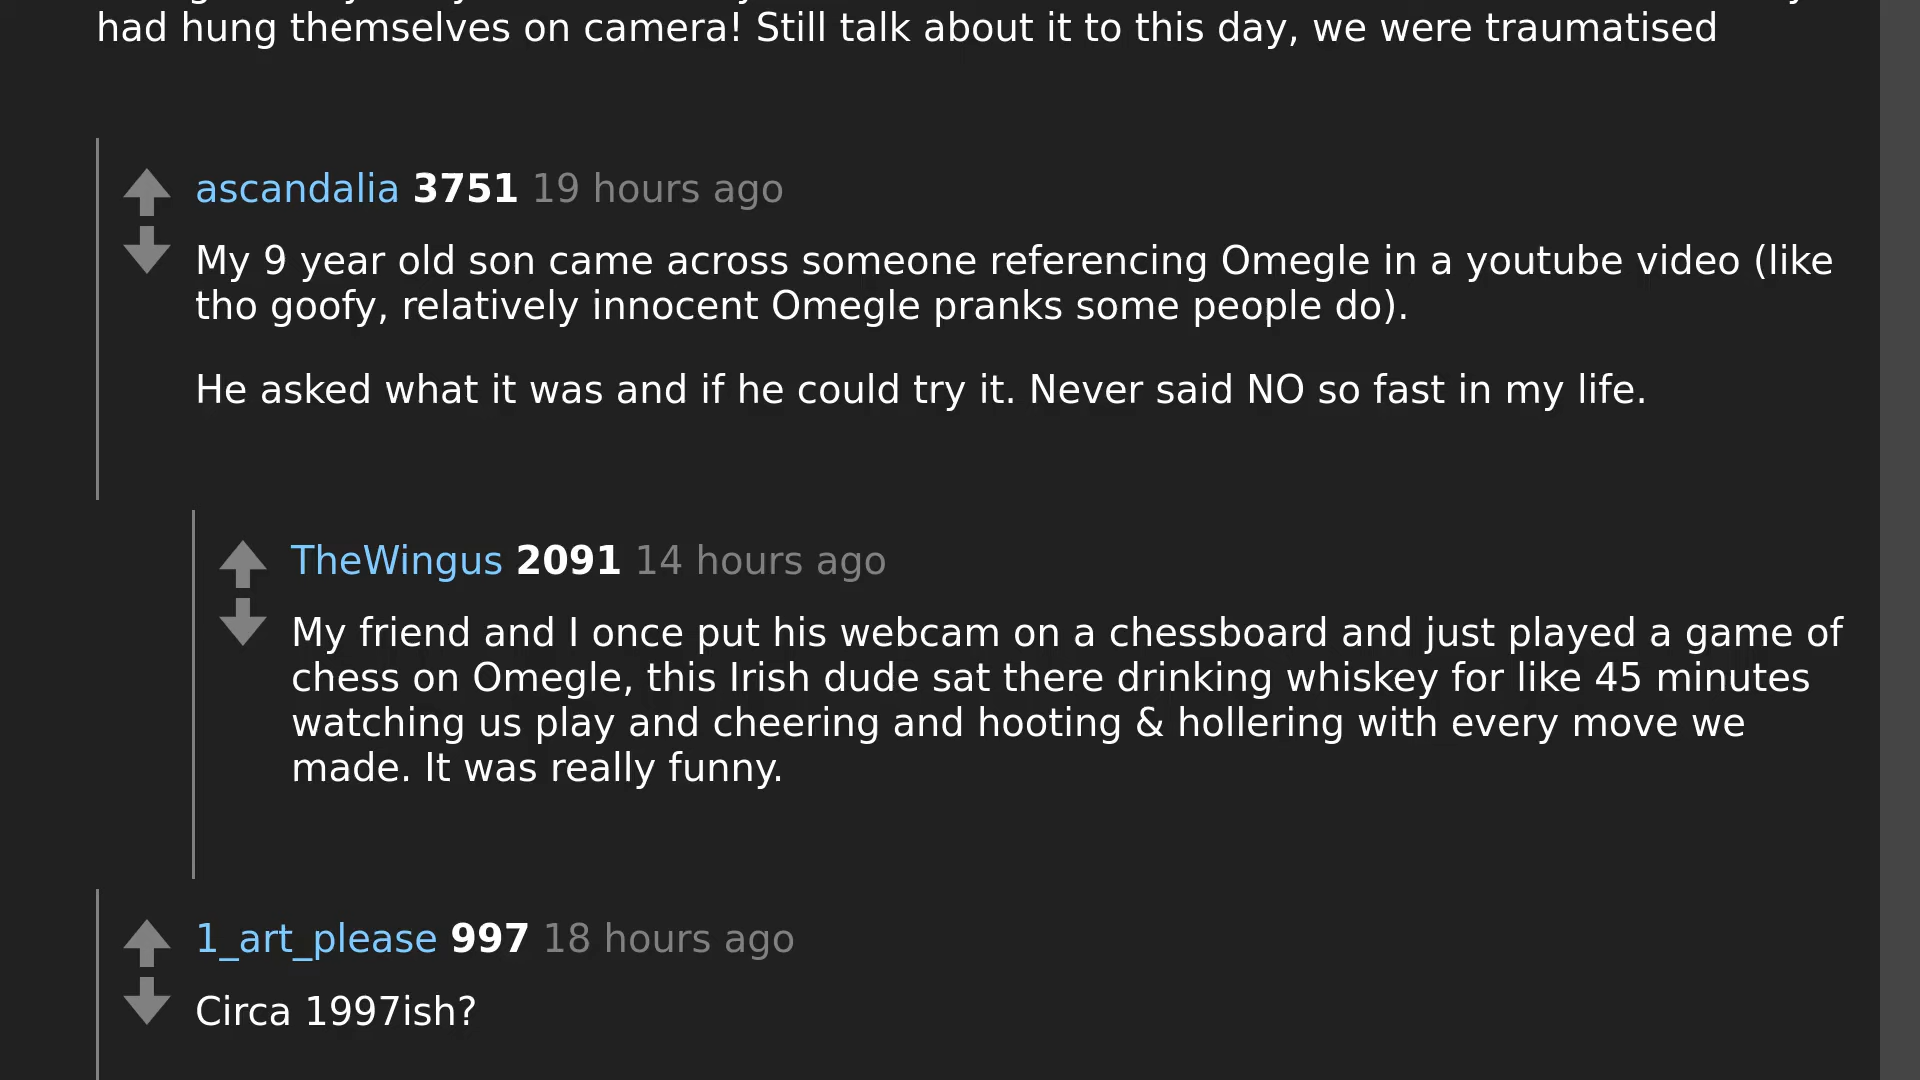 had hung themselves on camera! Still talk about it to this day, we were traumatised
ascandalia 3751 19 hours ago
My 9 year old son came across someone referencing Omegle in a youtube video (like
tho goofy, relatively innocent Omegle pranks some people do).
He asked what it was and if he could try it. Never said NO so fast in my life.
TheWingus 2091 14 hours ago
My friend and I once put his webcam on a chessboard and just played a game of
chess on Omegle, this Irish dude sat there drinking whiskey for like 45 minutes
watching us play and cheering and hooting & hollering with every move we
made. It was really funny.
1_art_please 997 18 hours ago
Circa 1997ish?